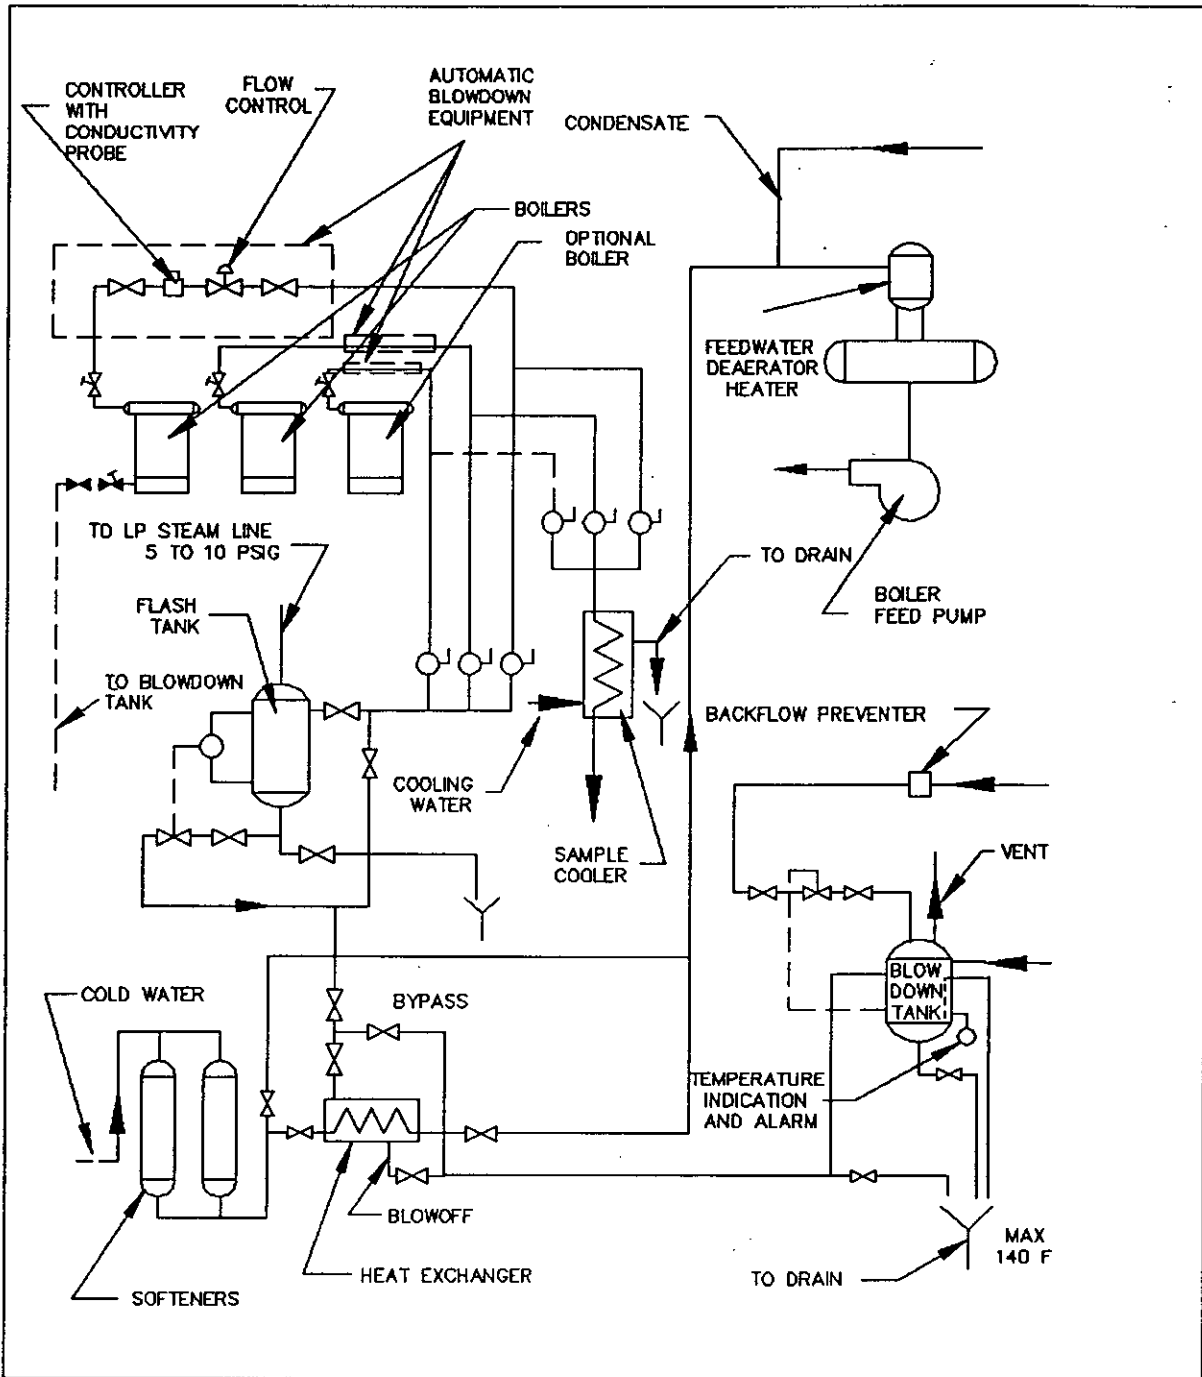 CONTROLLER
WITH
CONDUCTIVITY
PROBE
FLOW
CONTROL
AUTOMATIC
BLOWDOWN
EQUIPMENT
CONDENSATE
BOILERS
OPTIONAL
BOILER
FEEDWATER
DEAERATOR
HEATER
TO LP STEAM LINE
5 TO 10 PSIG
TO DRAIN
BOILER
FEED PUMP
FLASH
TANK
TO BLOWDOWN
TANK
BACKFLOW PREVENTER
COOLING
WATER
SAMPLE
COOLER
VENT
BLOW
DOWN
TANK
COLD WATER
BYPASS
TEMPERATURE
INDICATION
AND ALARM
BLOWOFF
HEAT EXCHANGER
SOFTENERS
TO DRAIN
MAX
140 F